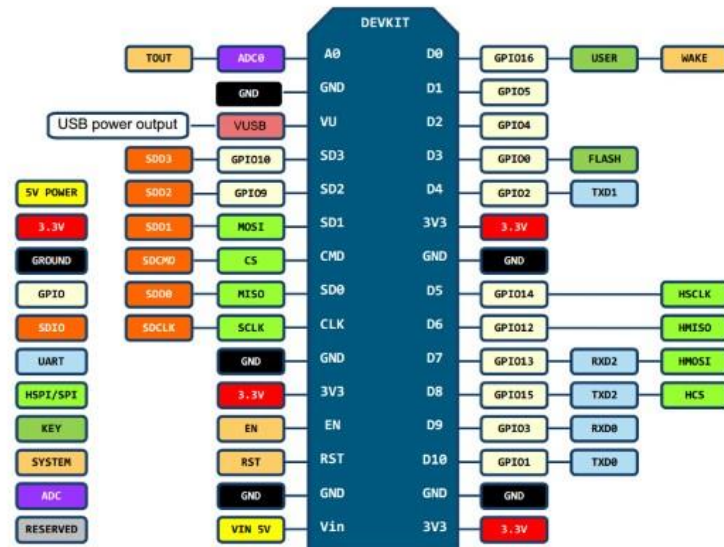 DEVKIT
TOUT ADC0 A0 D0 GPIO16 USER WAKE
GND GND D1 GPIO5
USB power output VUSB VU D2 GPIO4
SDD3 GPIO10 SD3 D3 GPIO0 FLASH
5V POWER SDD2 GPIO9 SD2 D4 GPIO2 TXD1
3.3V SDD1 MOSI SD1 3V3 3.3V
GROUND SDCMD CS CMD GND GND
GPIO SDD0 MISO SD0 D5 GPIO14 HSCLK
SDIO SDCLK SCLK CLK D6 GPIO12 HMISO
UART GND GND D7 GPIO13 RXD2 HMOSI
HSPI/SPI 3.3V 3V3 D8 GPIO15 TXD2 HCS
KEY EN EN D9 GPIO3 RXD0
SYSTEM RST RST D10 GPIO1 TXD0
ADC GND GND GND GND
RESERVED VIN 5V Vin 3V3 3.3V